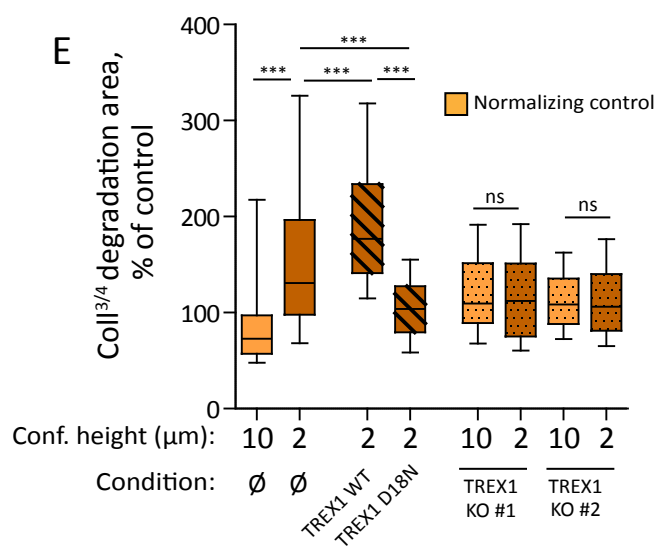 E
Coll3/4 degradation area,
% of control
400
300
200
100
0
***
*** *** ***
Normalizing control
ns ns
Conf. height (µm): 10 2 2 2 10 2 10 2
Condition: Ø Ø TREX1 WT TREX1 D18N TREX1 TREX1
KO #1 KO #2